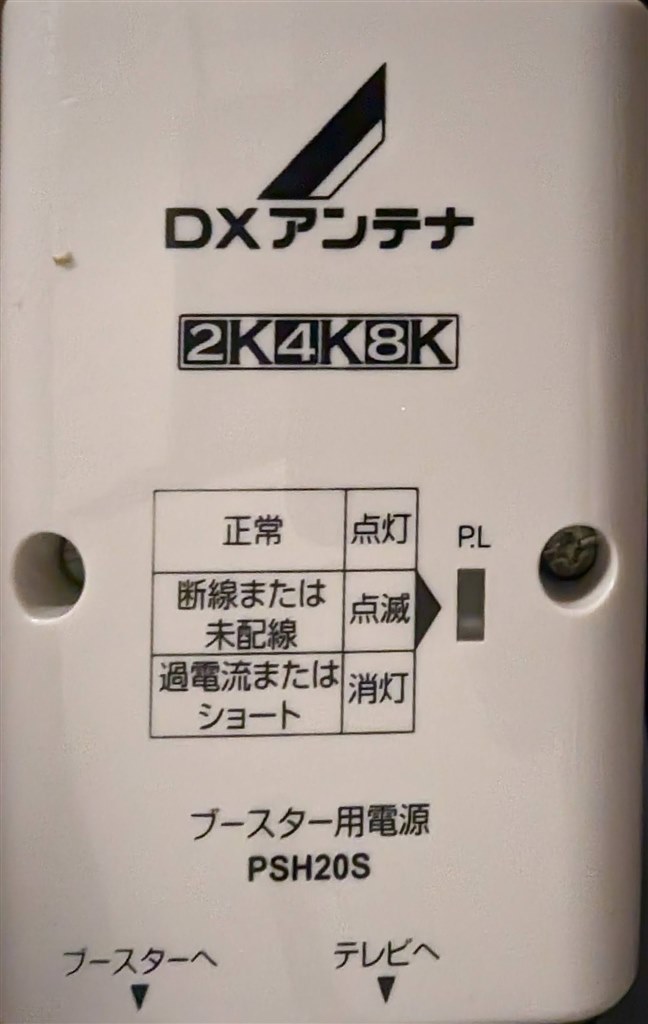 DXアンテナ
2K4K8K
正常 点灯
P.L
断線または
未配線 点滅
過電流または
ショート 消灯
ブースター用電源
PSH20S
ブースターへ テレビへ